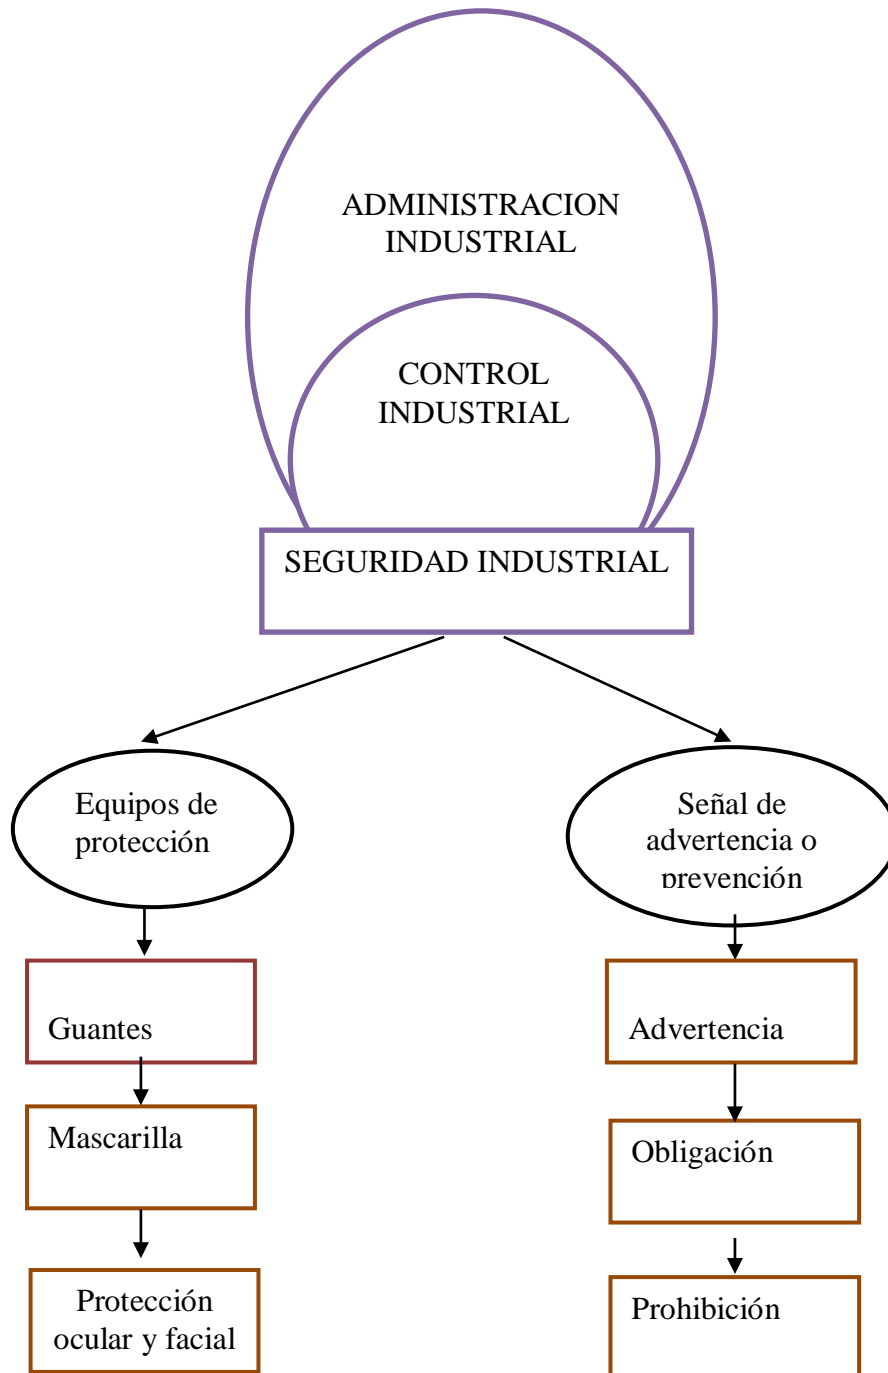 ADMINISTRACION
INDUSTRIAL
CONTROL
INDUSTRIAL
SEGURIDAD INDUSTRIAL
Equipos de
protección
Señal de
advertencia o
prevención
Guantes
Advertencia
Mascarilla
Obligación
Protección
ocular y facial
Prohibición